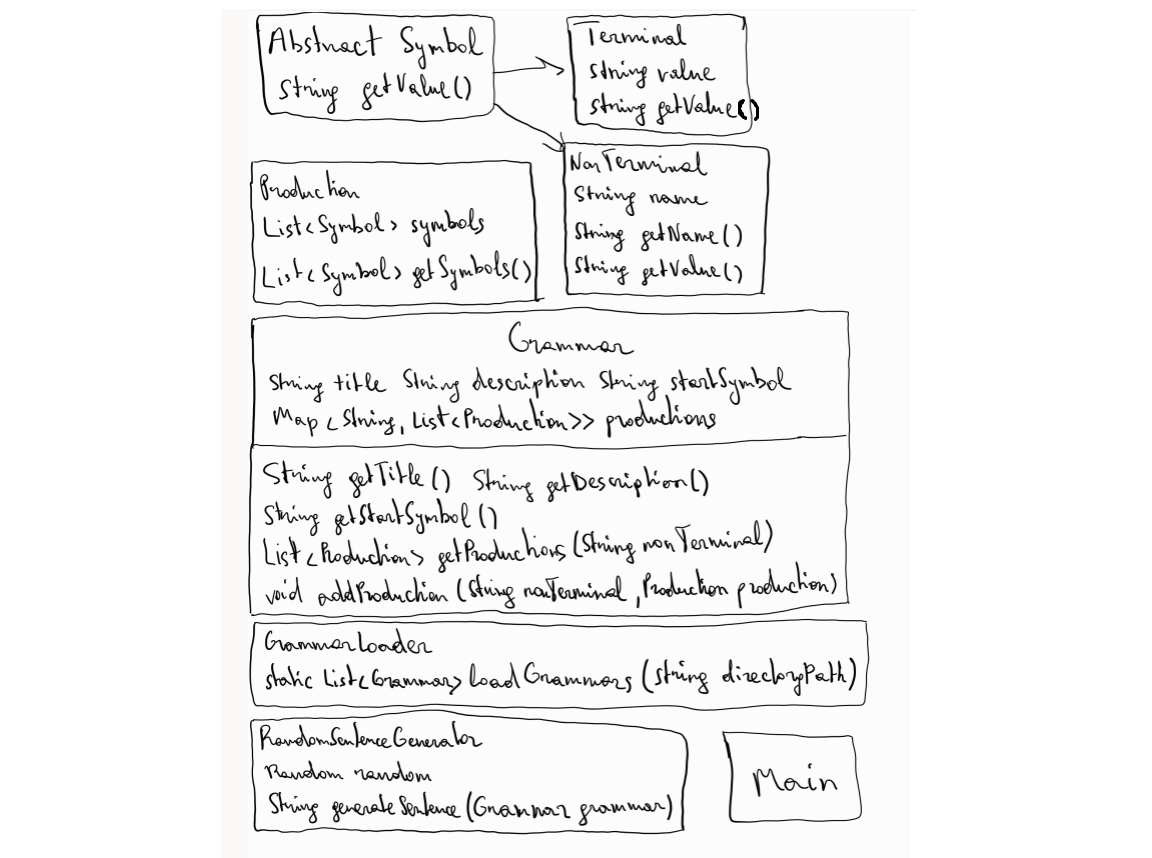 Abstract Symbol
String getValue()
Terminal
String value
String getValue()
NonTerminal
String name
String getName()
String getValue()
Production
List<Symbol> symbols
List<Symbol> getSymbols()
Grammar
String title String description String startSymbol
Map<String, List<Production>> productions
String getTitle() String getDescription()
String getStartSymbol()
List<Production> getProductions(String nonTerminal)
void addProduction(String nonTerminal, Production production)
GrammarLoader
static List<Grammar> loadGrammars(String directoryPath)
RandomSentenceGenerator
Random random
String generateSentence(Grammar grammar)
Main